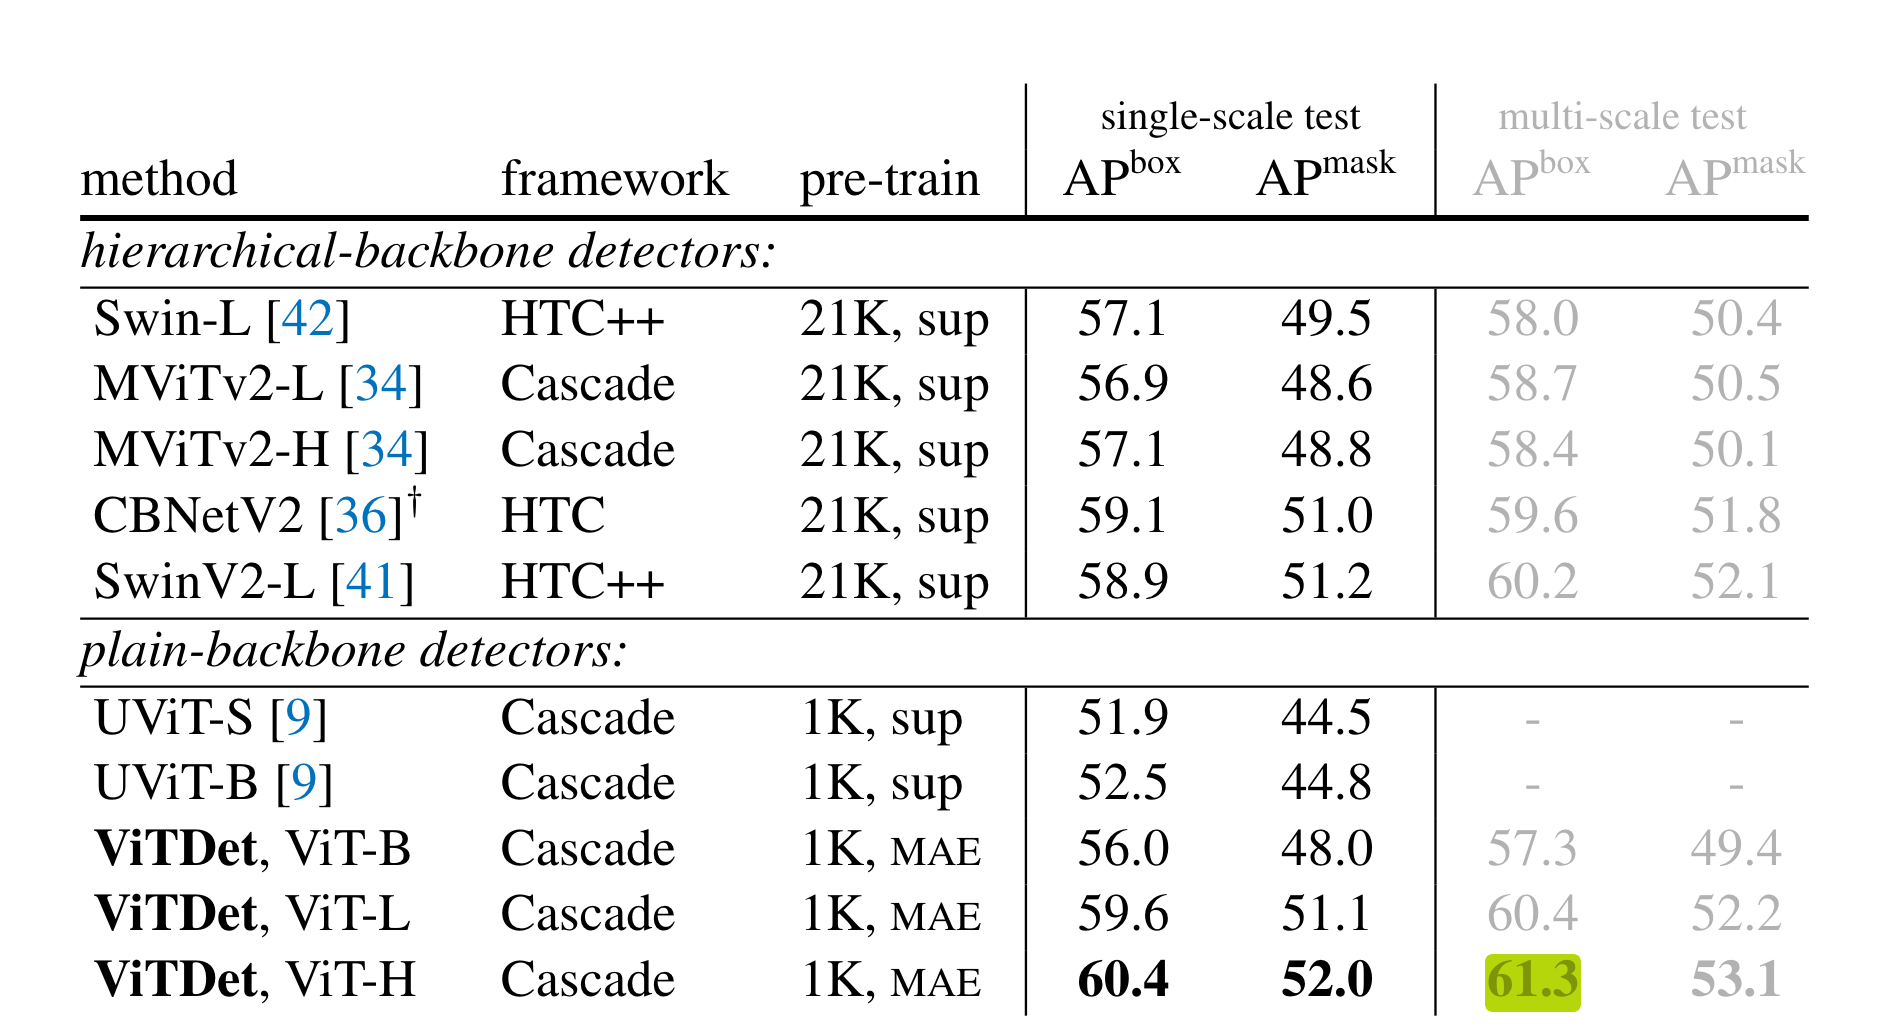 single-scale test multi-scale test
method framework pre-train AP^box AP^mask AP^box AP^mask
hierarchical-backbone detectors:
Swin-L [42] HTC++ 21K, sup 57.1 49.5 58.0 50.4
MViTv2-L [34] Cascade 21K, sup 56.9 48.6 58.7 50.5
MViTv2-H [34] Cascade 21K, sup 57.1 48.8 58.4 50.1
CBNetV2 [36]† HTC 21K, sup 59.1 51.0 59.6 51.8
SwinV2-L [41] HTC++ 21K, sup 58.9 51.2 60.2 52.1
plain-backbone detectors:
UViT-S [9] Cascade 1K, sup 51.9 44.5 - -
UViT-B [9] Cascade 1K, sup 52.5 44.8 - -
ViTDet, ViT-B Cascade 1K, MAE 56.0 48.0 57.3 49.4
ViTDet, ViT-L Cascade 1K, MAE 59.6 51.1 60.4 52.2
ViTDet, ViT-H Cascade 1K, MAE 60.4 52.0 61.3 53.1